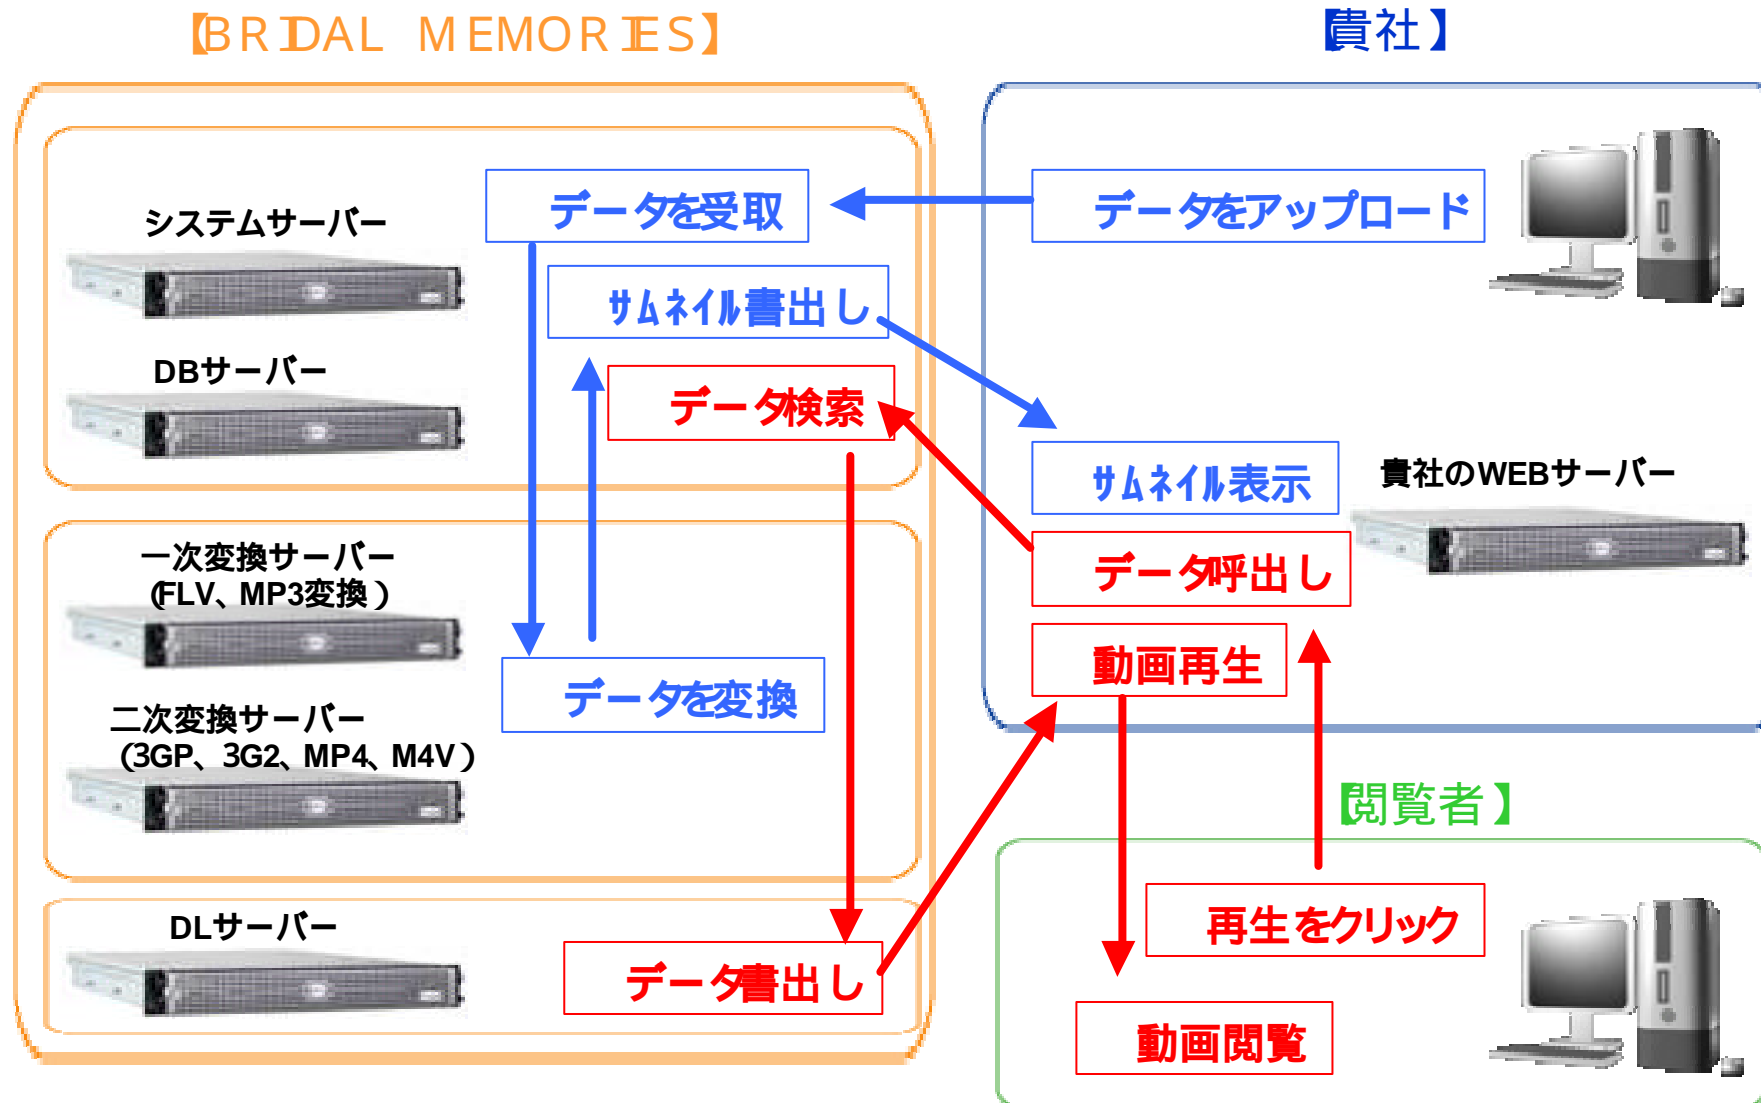 【BRIDAL MEMORIES】
【貴社】
データを受取
データをアップロード
システムサーバー
ｻﾑﾈｲﾙ書出し
DBサーバー
データ検索
ｻﾑﾈｲﾙ表示
貴社のWEBサーバー
一次変換サーバー
（FLV、MP3変換）
データ呼出し
動画再生
データを変換
二次変換サーバー
（3GP、3G2、MP4、M4V）
【閲覧者】
DLサーバー
再生をクリック
データ書出し
動画閲覧